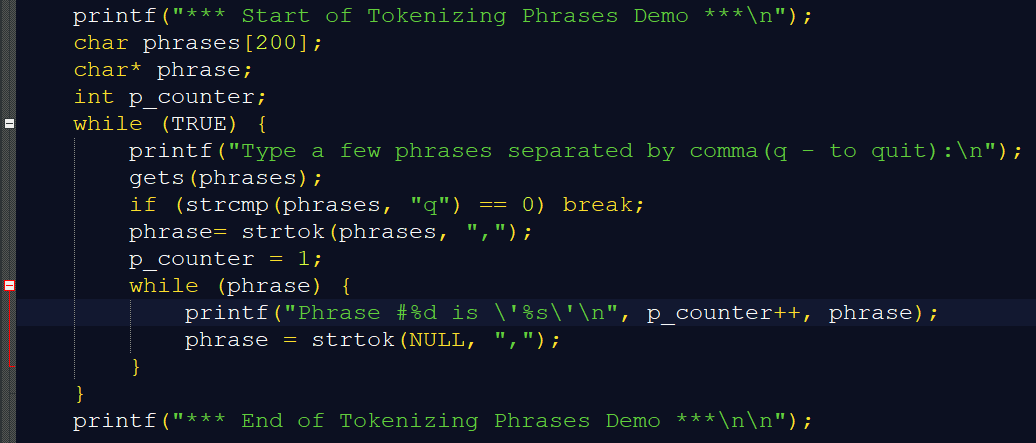 printf("*** Start of Tokenizing Phrases Demo ***\n");
char phrases[200];
char* phrase;
int p_counter;
while (TRUE) {
printf("Type a few phrases separated by comma(q - to quit):\n");
gets(phrases);
if (strcmp(phrases, "q") == 0) break;
phrase= strtok(phrases, ",");
p_counter = 1;
while (phrase) {
printf("Phrase #%d is \'%s\'\n", p_counter++, phrase);
phrase = strtok(NULL, ",");
}
}
printf("*** End of Tokenizing Phrases Demo ***\n\n");